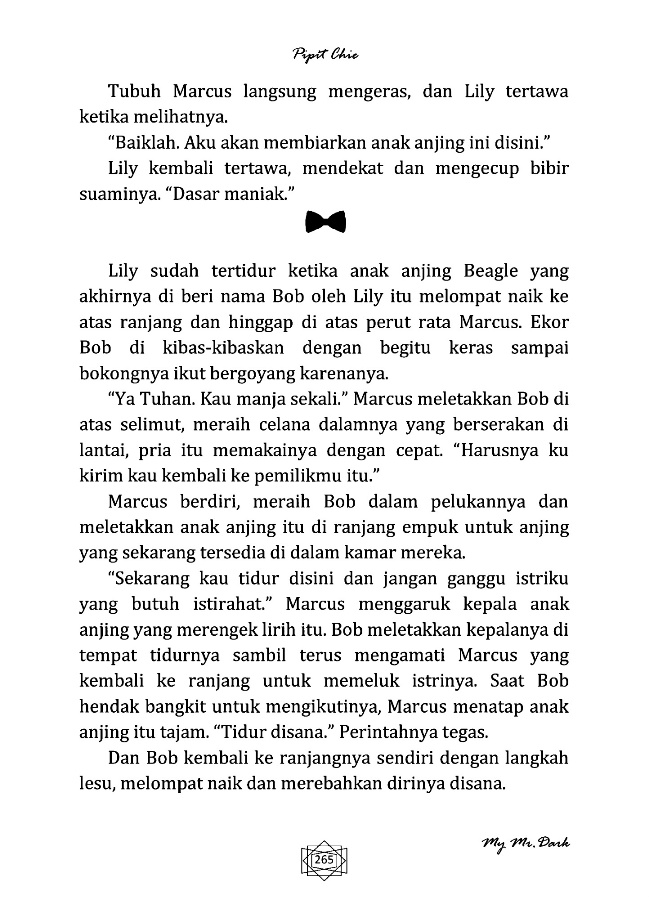 Pipit Chie
Tubuh Marcus langsung mengeras, dan Lily tertawa
ketika melihatnya.
“Baiklah. Aku akan membiarkan anak anjing ini disini.”
Lily kembali tertawa, mendekat dan mengecup bibir
suaminya. “Dasar maniak.”
Lily sudah tertidur ketika anak anjing Beagle yang
akhirnya di beri nama Bob oleh Lily itu melompat naik ke
atas ranjang dan hinggap di atas perut rata Marcus. Ekor
Bob di kibas-kibaskan dengan begitu keras sampai
bokongnya ikut bergoyang karenanya.
“Ya Tuhan. Kau manja sekali.” Marcus meletakkan Bob di
atas selimut, meraih celana dalamnya yang berserakan di
lantai, pria itu memakainya dengan cepat. “Harusnya ku
kirim kau kembali ke pemilikmu itu.”
Marcus berdiri, meraih Bob dalam pelukannya dan
meletakkan anak anjing itu di ranjang empuk untuk anjing
yang sekarang tersedia di dalam kamar mereka.
“Sekarang kau tidur disini dan jangan ganggu istriku
yang butuh istirahat.” Marcus menggaruk kepala anak
anjing yang merengek lirih itu. Bob meletakkan kepalanya di
tempat tidurnya sambil terus mengamati Marcus yang
kembali ke ranjang untuk memeluk istrinya. Saat Bob
hendak bangkit untuk mengikutinya, Marcus menatap anak
anjing itu tajam. “Tidur disana.” Perintahnya tegas.
Dan Bob kembali ke ranjangnya sendiri dengan langkah
lesu, melompat naik dan merebahkan dirinya disana.
My Mr. Dark
265